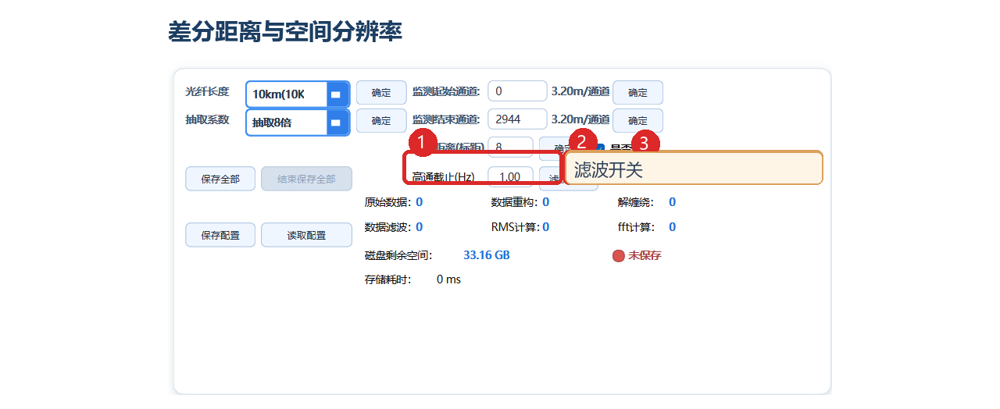 差分距离与空间分辨率
光纤长度 10km(10K 确定 监测起始通道: 0 3.20m/通道 确定
抽取系数 抽取8倍 确定 监测结束通道: 2944 3.20m/通道 确定
1 2 3
距离(标距) 8 确定 是否
滤波开关
保存全部 结束保存全部 高通截止(Hz) 1.00
原始数据: 0 数据重构: 0 解缠绕: 0
数据滤波: 0 RMS计算: 0 fft计算: 0
保存配置 读取配置
磁盘剩余空间: 33.16 GB 未保存
存储耗时: 0 ms